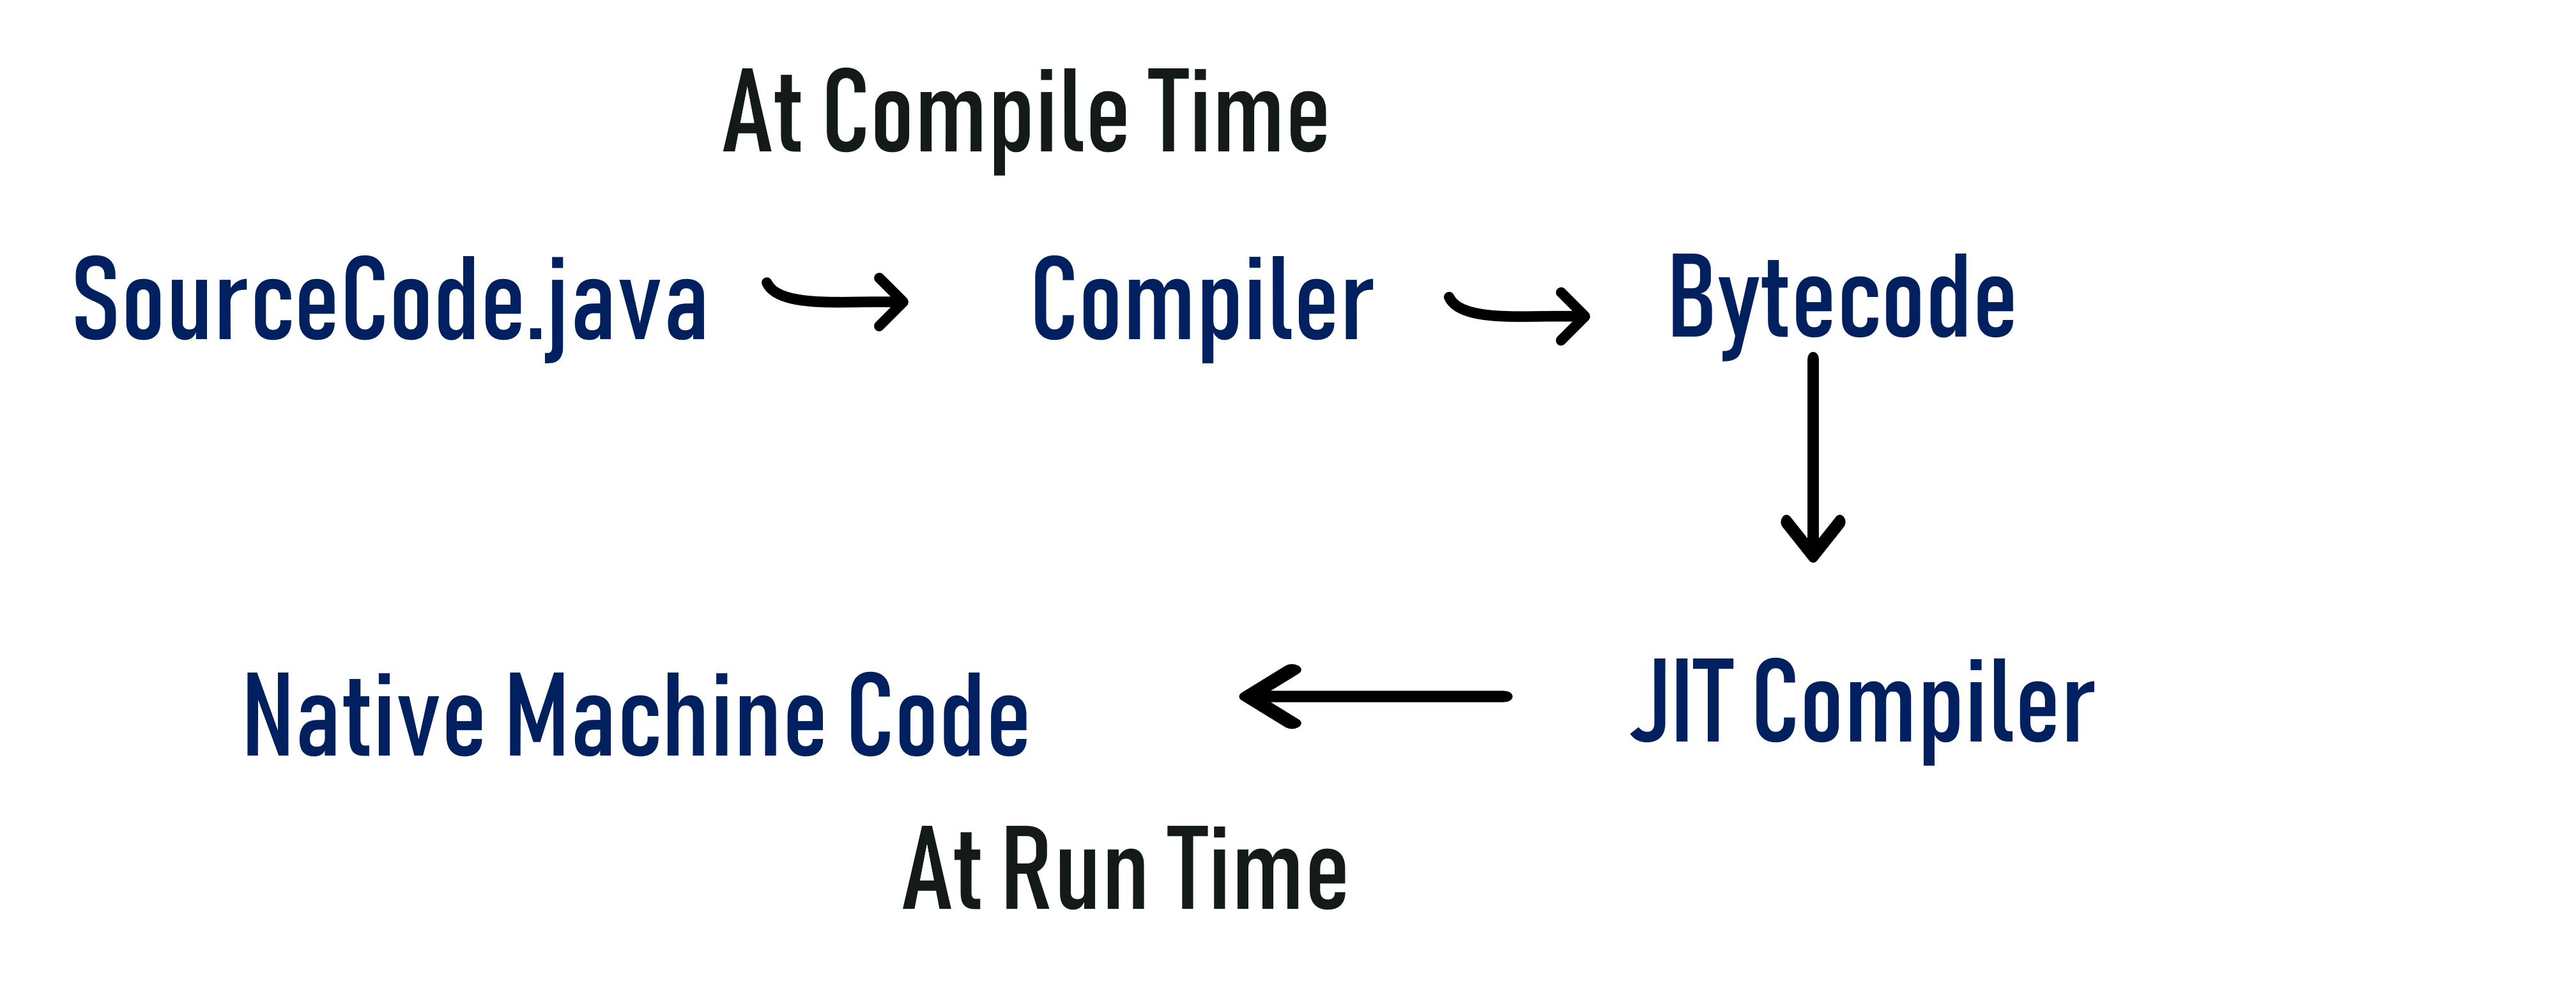 At Compile Time
SourceCode.java Compiler Bytecode
Native Machine Code JIT Compiler
At Run Time